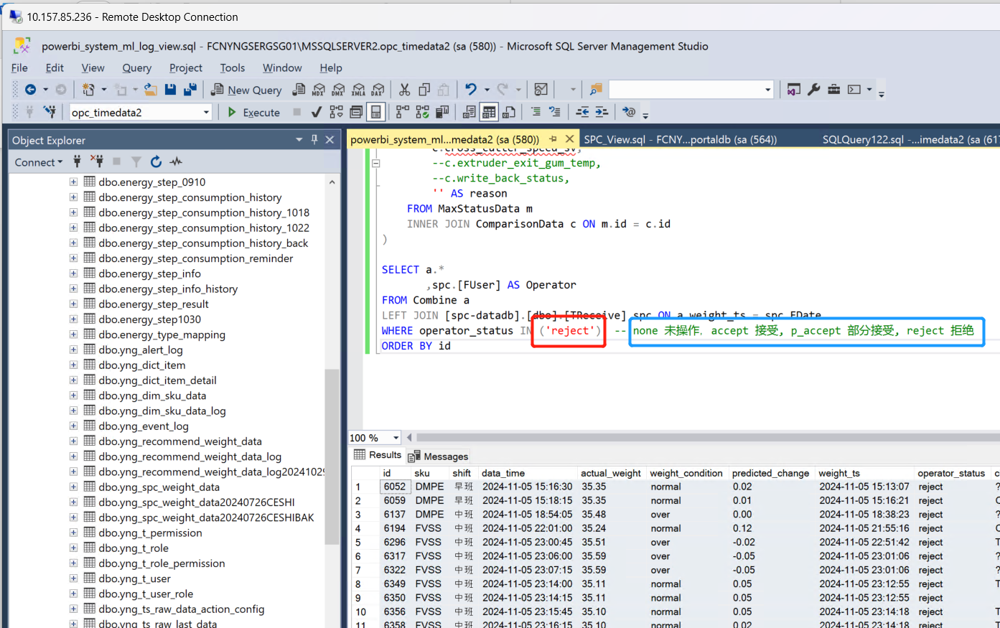 10.157.85.236 - Remote Desktop Connection
powerbi_system_ml_log_view.sql - FCNYNGSERGSG01\MSSQLSERVER2.opc_timedata2 (sa (580)) - Microsoft SQL Server Management Studio
File Edit View Query Project Tools Window Help
New Query MDX DMX XMLA DAX
opc_timedata2 Execute
Object Explorer
Connect
dbo.energy_step_0910
dbo.energy_step_consumption_history
dbo.energy_step_consumption_history_1018
dbo.energy_step_consumption_history_1022
dbo.energy_step_consumption_history_back
dbo.energy_step_consumption_reminder
dbo.energy_step_info
dbo.energy_step_info_history
dbo.energy_step_result
dbo.energy_step1030
dbo.energy_type_mapping
dbo.yng_alert_log
dbo.yng_dict_item
dbo.yng_dict_item_detail
dbo.yng_dim_sku_data
dbo.yng_dim_sku_data_log
dbo.yng_event_log
dbo.yng_recommend_weight_data
dbo.yng_recommend_weight_data_log
dbo.yng_recommend_weight_data_log20241029
dbo.yng_spc_weight_data
dbo.yng_spc_weight_data20240726CESHI
dbo.yng_spc_weight_data20240726CESHIBAK
dbo.yng_t_permission
dbo.yng_t_role
dbo.yng_t_role_permission
dbo.yng_t_user
dbo.yng_t_user_role
dbo.yng_ts_raw_data_action_config
dbo.yng_ts_raw_last_data
powerbi_system_ml...medata2 (sa (580)) SPC_View.sql - FCNY...portaldb (sa (564)) SQLQuery122.sql -...imedata2 (sa (617
c.cross_cutter_speed_sv,
--c.extruder_exit_gum_temp,
--c.write_back_status,
'' AS reason
FROM MaxStatusData m
INNER JOIN ComparisonData c ON m.id = c.id
)
SELECT a.*
,spc.[FUser] AS Operator
FROM Combine a
LEFT JOIN [spc-datadb].[dbo].[TReceive] spc ON a.weight_ts = spc.FDate
WHERE operator_status IN ('reject') -- none 未操作, accept 接受, p_accept 部分接受, reject 拒绝
ORDER BY id
100 %
Results Messages
id sku shift data_time actual_weight weight_condition predicted_change weight_ts operator_status c
1 6052 DMPE 早班 2024-11-05 15:16:30 35.35 normal 0.02 2024-11-05 15:13:07 reject ?
2 6059 DMPE 早班 2024-11-05 15:18:15 35.35 normal 0.01 2024-11-05 15:16:21 reject C
3 6137 DMPE 中班 2024-11-05 18:54:05 35.48 over 0.00 2024-11-05 18:38:23 reject ?
4 6194 FVSS 中班 2024-11-05 22:01:00 35.24 normal 0.12 2024-11-05 21:55:16 reject C
5 6296 FVSS 中班 2024-11-05 23:00:45 35.51 over -0.02 2024-11-05 22:51:42 reject T
6 6317 FVSS 中班 2024-11-05 23:06:00 35.59 over -0.05 2024-11-05 23:01:06 reject ?
7 6322 FVSS 中班 2024-11-05 23:07:15 35.59 over -0.05 2024-11-05 23:01:06 reject ?
8 6349 FVSS 中班 2024-11-05 23:14:00 35.11 normal 0.05 2024-11-05 23:12:55 reject T
9 6350 FVSS 中班 2024-11-05 23:14:15 35.11 normal 0.05 2024-11-05 23:12:55 reject
10 6356 FVSS 中班 2024-11-05 23:15:45 35.10 normal 0.05 2024-11-05 23:14:18 reject T
11 6358 FVSS 中班 2024-11-05 23:16:15 35.10 normal 0.02 2024-11-05 23:14:18 reject T